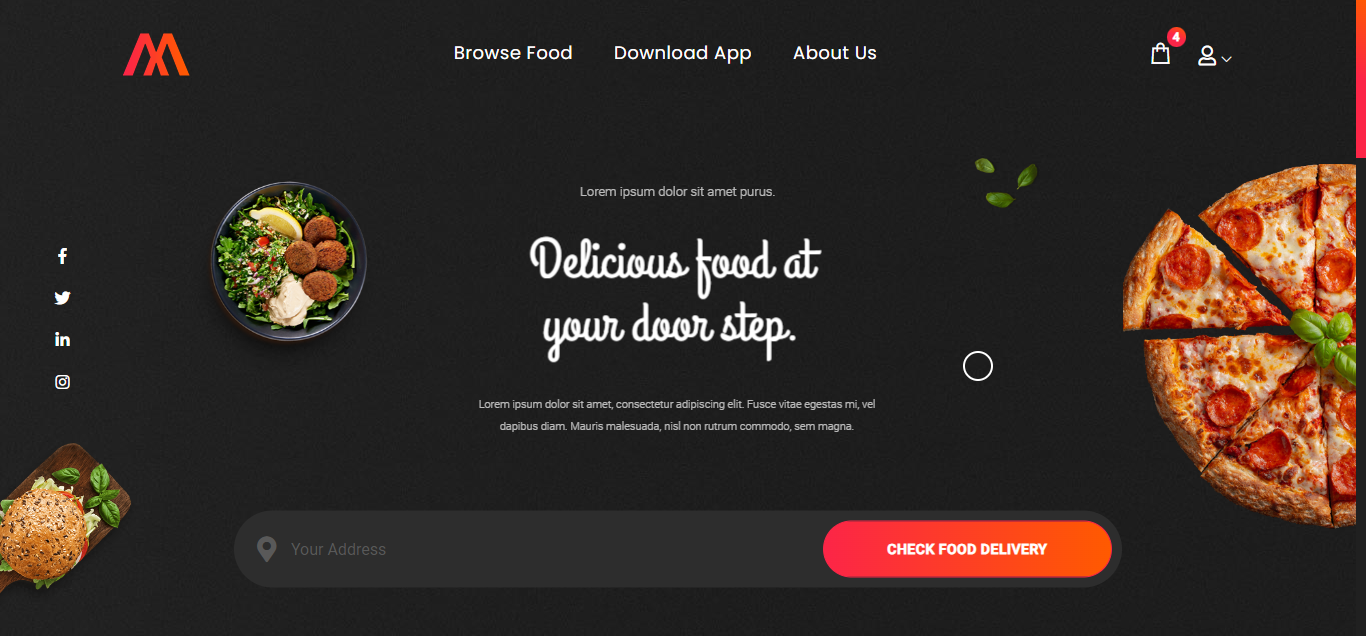 Browse Food
Download App
About Us
4
Lorem ipsum dolor sit amet purus.
Delicious food at
your door step.
Lorem ipsum dolor sit amet, consectetur adipiscing elit. Fusce vitae egestas mi, vel
dapibus diam. Mauris malesuada, nisl non rutrum commodo, sem magna.
Your Address
CHECK FOOD DELIVERY